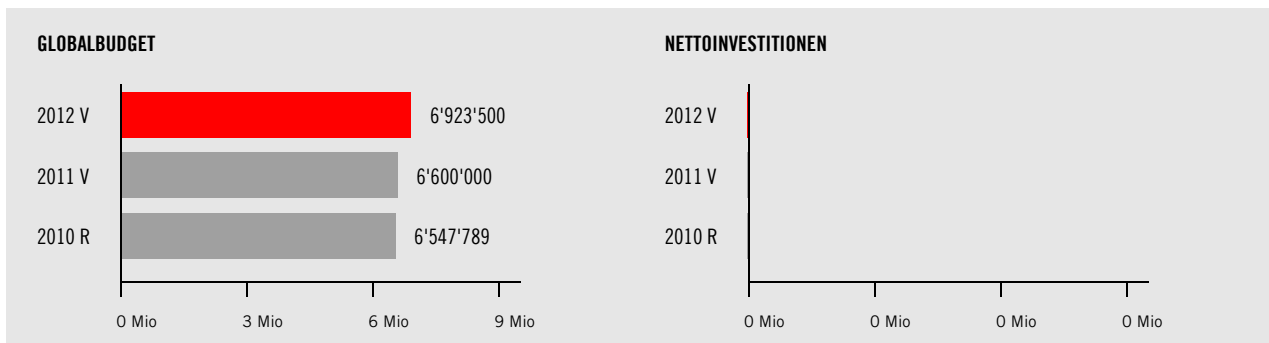 GLOBALBUDGET
2012 V 6'923'500
2011 V 6'600'000
2010 R 6'547'789
0 Mio 3 Mio 6 Mio 9 Mio
NETTOINVESTITIONEN
2012 V
2011 V
2010 R
0 Mio 0 Mio 0 Mio 0 Mio